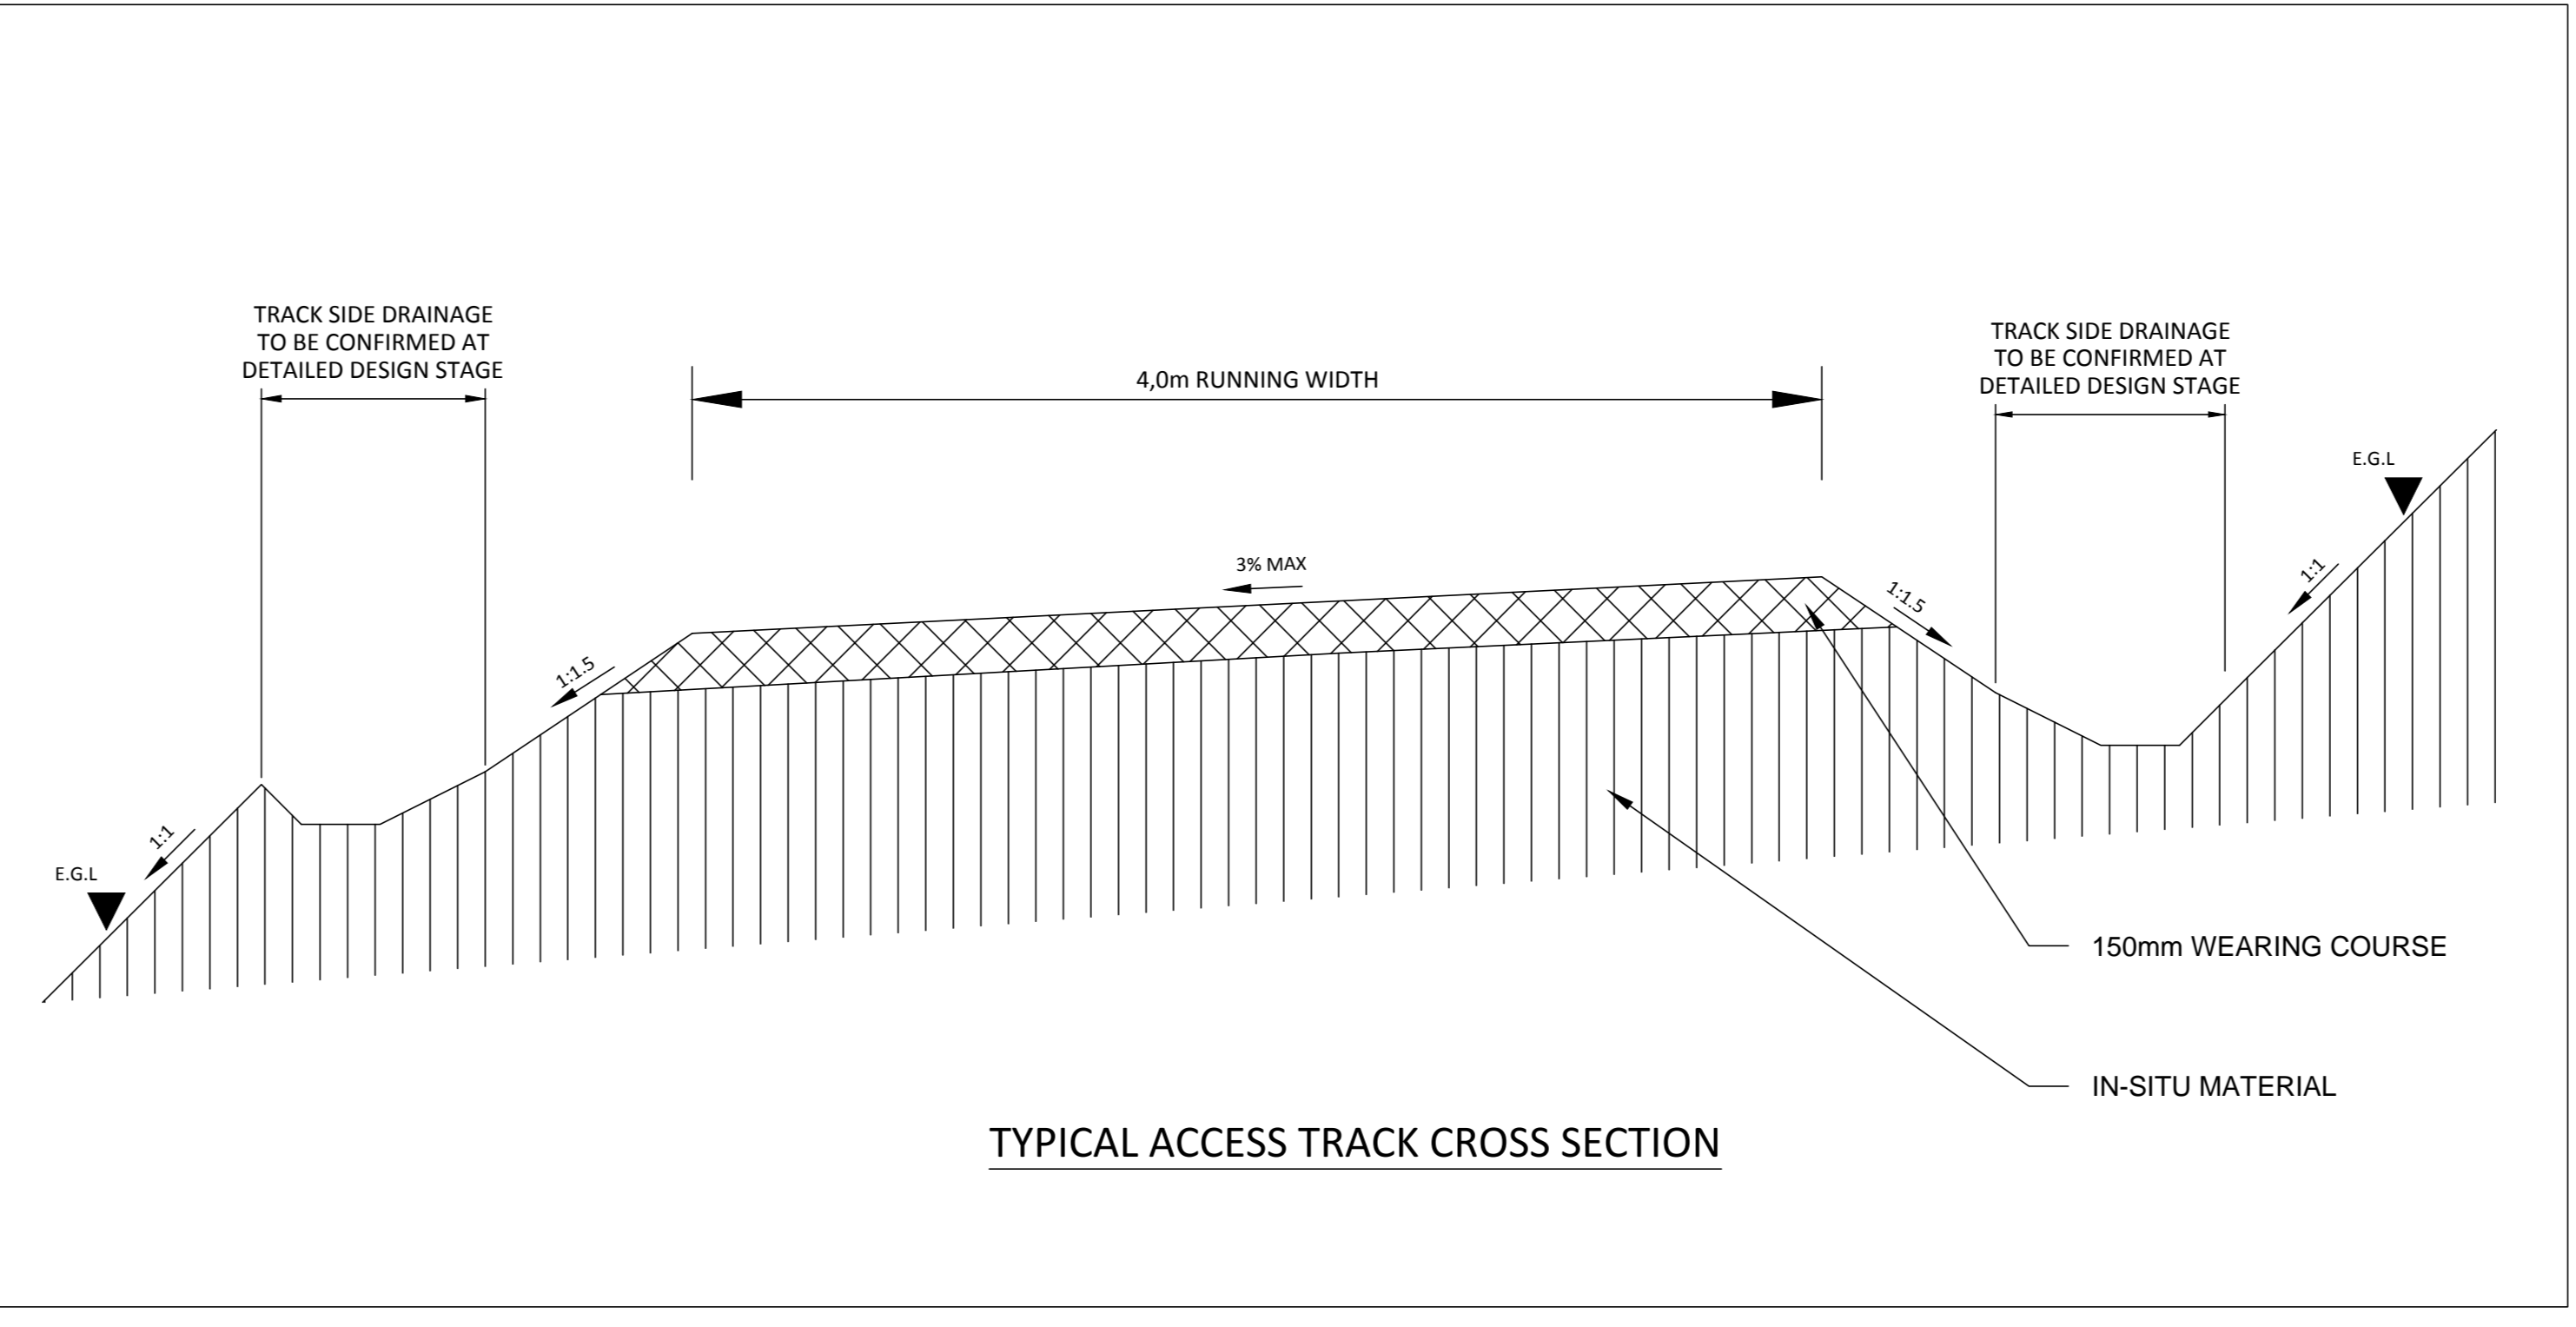 TRACK SIDE DRAINAGE
TO BE CONFIRMED AT
DETAILED DESIGN STAGE
4,0m RUNNING WIDTH
TRACK SIDE DRAINAGE
TO BE CONFIRMED AT
DETAILED DESIGN STAGE
E.G.L
3% MAX
1:1
1:1.5
1:1.5
1:1
E.G.L
150mm WEARING COURSE
IN-SITU MATERIAL
TYPICAL ACCESS TRACK CROSS SECTION